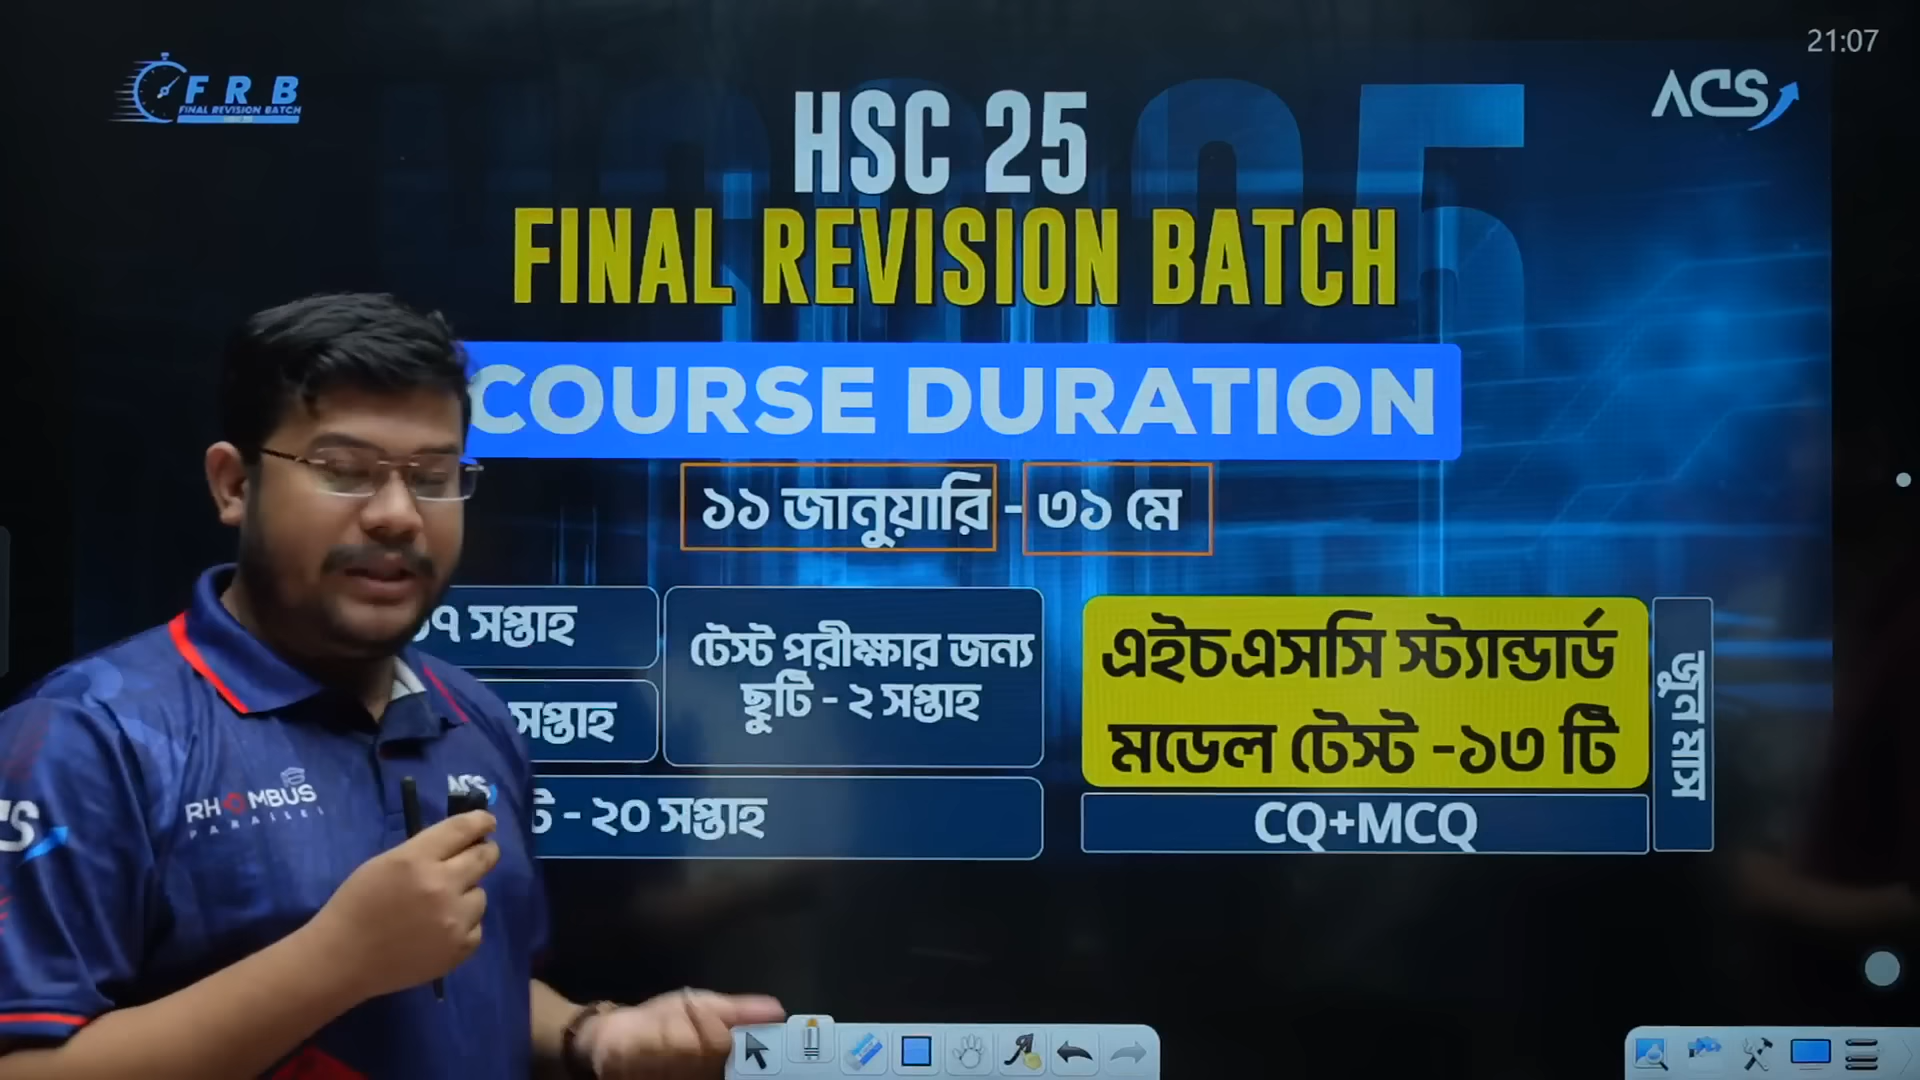 21:07
FRB
FINAL REVISION BATCH
ACS
HSC 25
FINAL REVISION BATCH
COURSE DURATION
১১ জানুয়ারি - ৩১ মে
সপ্তাহ
টেস্ট পরীক্ষার জন্য
ছুটি - ২ সপ্তাহ
সপ্তাহ
- ২০ সপ্তাহ
এইচএসসি স্ট্যান্ডার্ড
মডেল টেস্ট -১৩ টি
CQ+MCQ
জুন মাস
RHOMBUS
PARALLEL
ACS